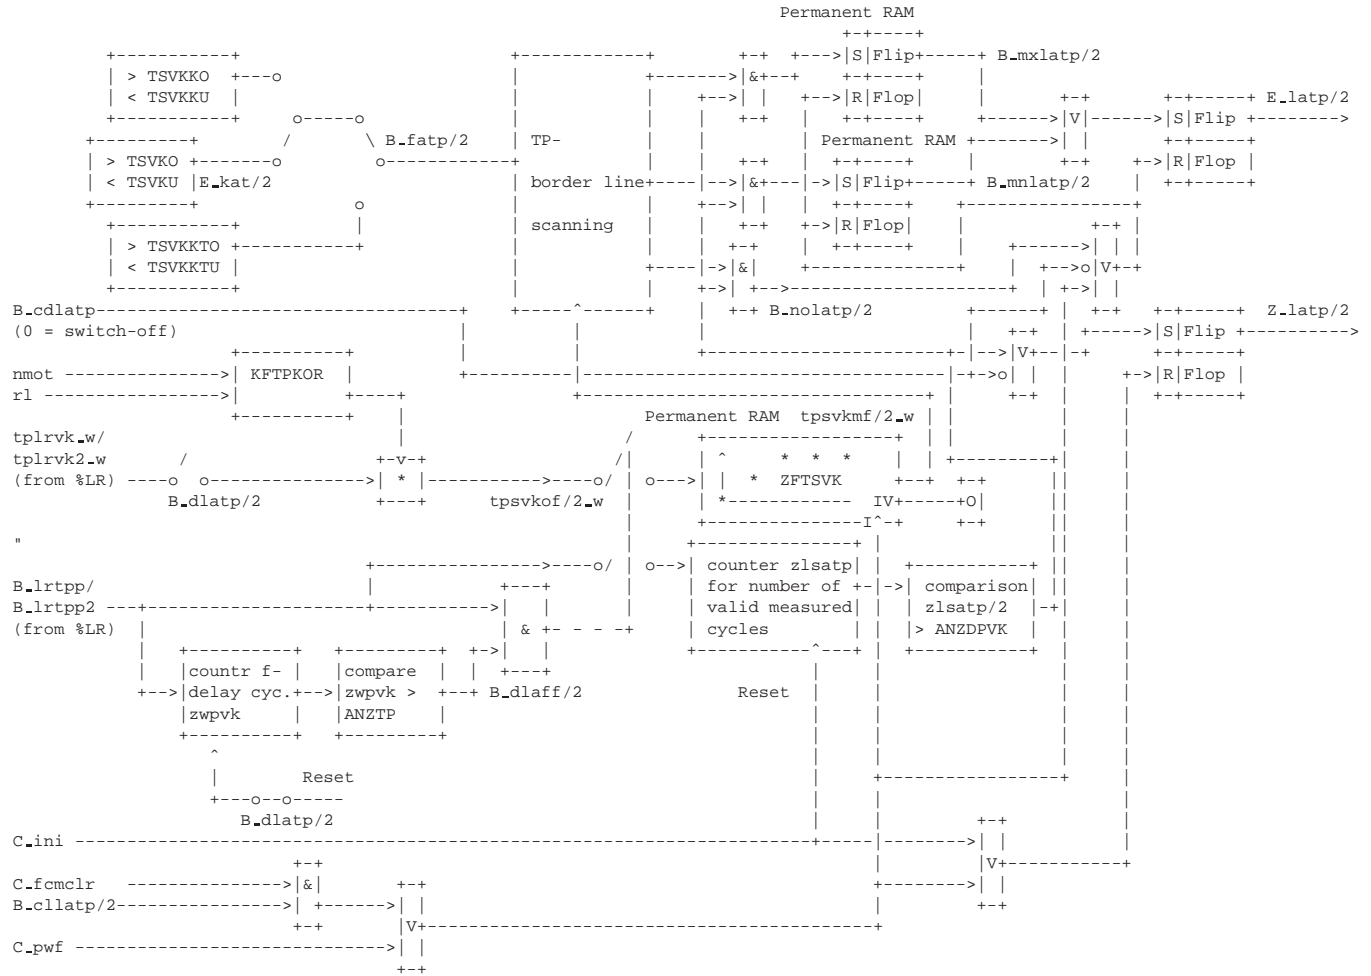 Permanent RAM
S Flip B_mxlatp/2
> TSVKKO &
< TSVKKU R Flop E_latp/2
V S Flip
> TSVKO B_fatp/2 TP- Permanent RAM
< TSVKU E_kat/2 border line & S Flip B_mnlatp/2 R Flop
scanning R Flop
> TSVKKTO
< TSVKKTU & V
B_cdlatp B_nolatp/2 Z_latp/2
(0 = switch-off) V S Flip
nmot KFTPKOR R Flop
rl
Permanent RAM tpsvkmf/2_w
tplrvk_w/
tplrvk2_w * * *
(from %LR) * * ZFTSVK
B_dlatp/2 tpsvkof/2_w * IV O
I
"
counter zlsatp
B_lrtpp/ for number of comparison
B_lrtpp2 valid measured zlsatp/2
(from %LR) & cycles > ANZDPVK
countr f- compare
delay cyc. zwpvk > B_dlaff/2 Reset
zwpvk ANZTP
Reset
B_dlatp/2
C_ini
V
C_fcmclr &
B_cllatp/2
V
C_pwf